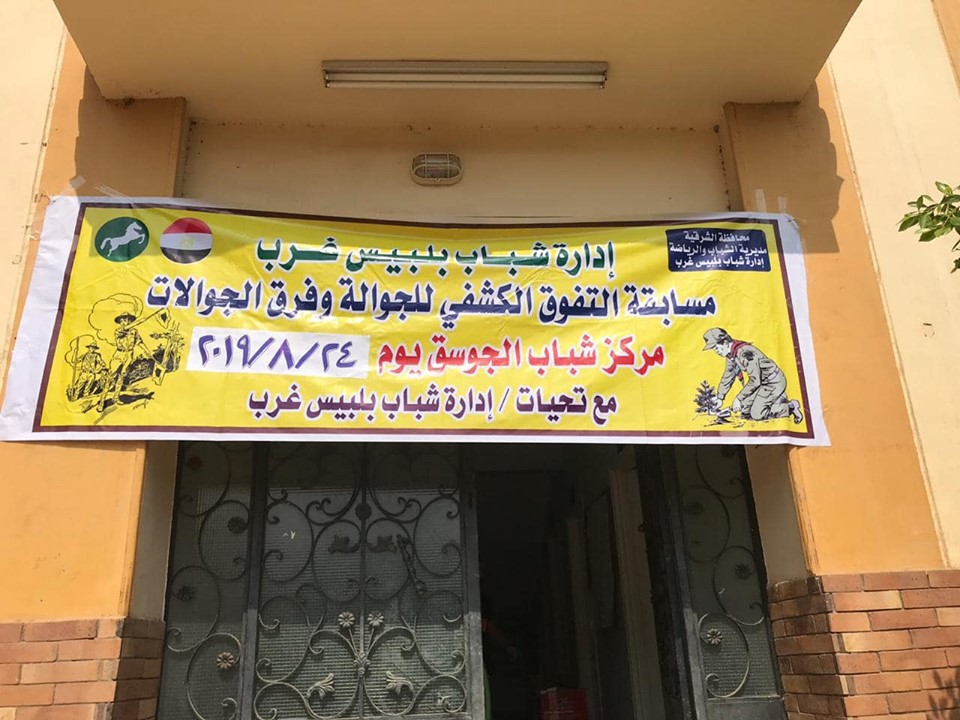 محافظة الشرقية
مديرية الشباب والرياضة
إدارة شباب بلبيس غرب
إدارة شباب بلبيس غرب
مسابقة التفوق الكشفي للجوالة وفرق الجوالات
مركز شباب الجوسق يوم ٢٠١٩/٨/٢٤
مع تحيات / إدارة شباب بلبيس غرب